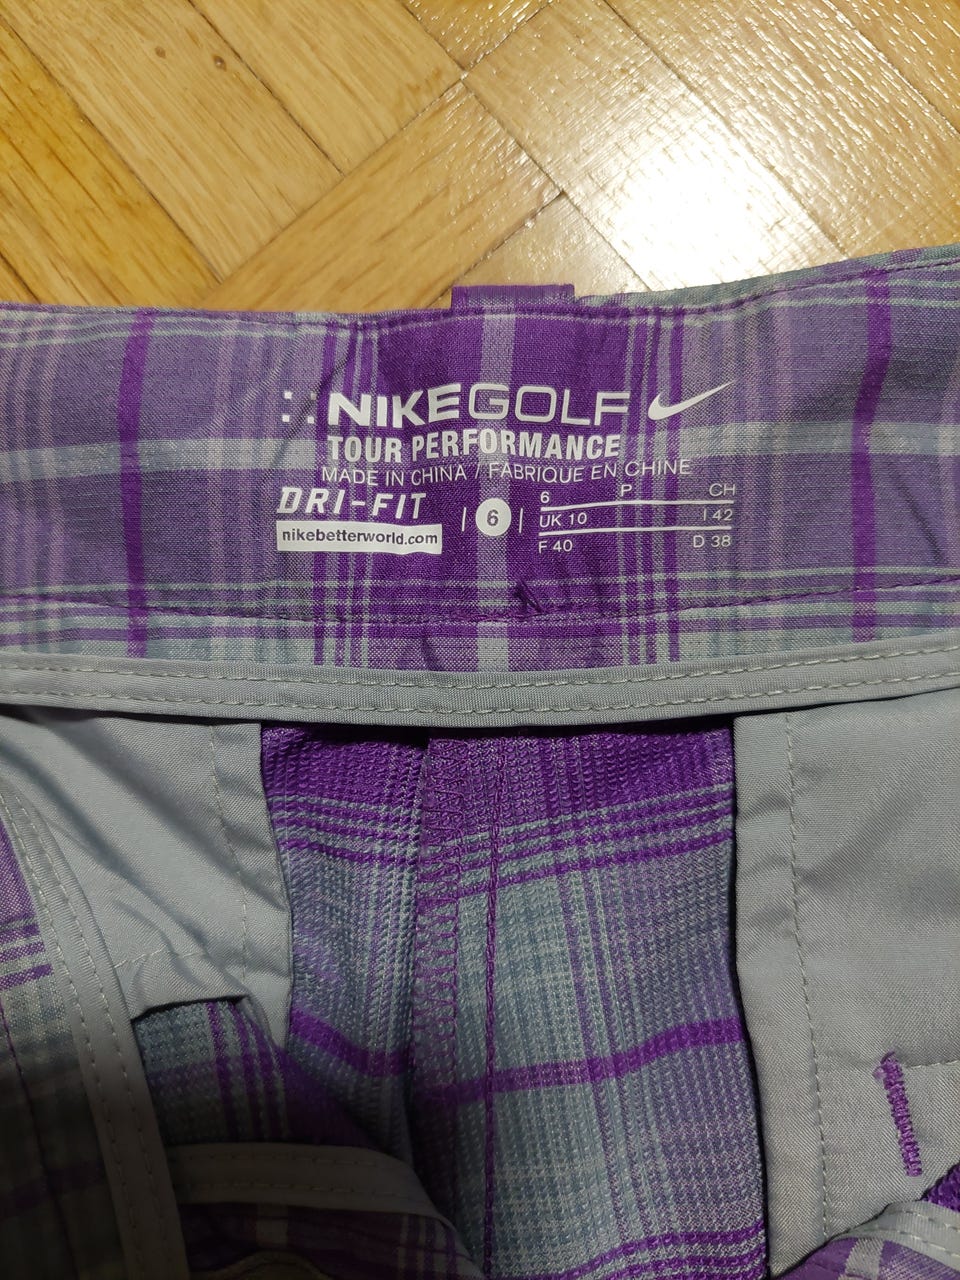 NIKEGOLF
TOUR PERFORMANCE
MADE IN CHINA / FABRIQUE EN CHINE
DRI-FIT
nikebetterworld.com
| 6 |
6 P CH
UK 10 I 42
F 40 D 38